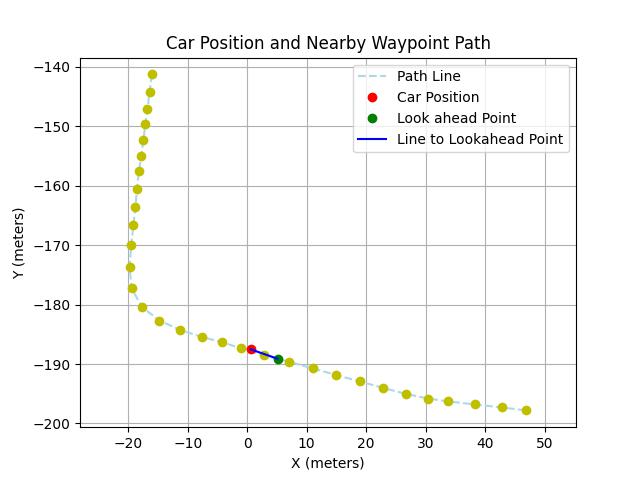 Car Position and Nearby Waypoint Path
Path Line
Car Position
Look ahead Point
Line to Lookahead Point
−140
−150
−160
−170
−180
−190
−200
Y (meters)
−20
−10
0
10
20
30
40
50
X (meters)